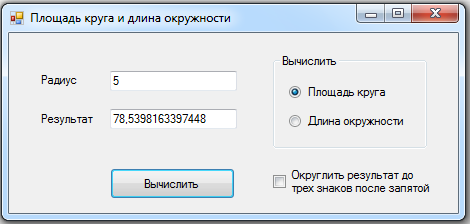 Площадь круга и длина окружности
Радиус
5
Результат
78,5398163397448
Вычислить
Вычислить
Площадь круга
Длина окружности
Округлить результат до
трех знаков после запятой